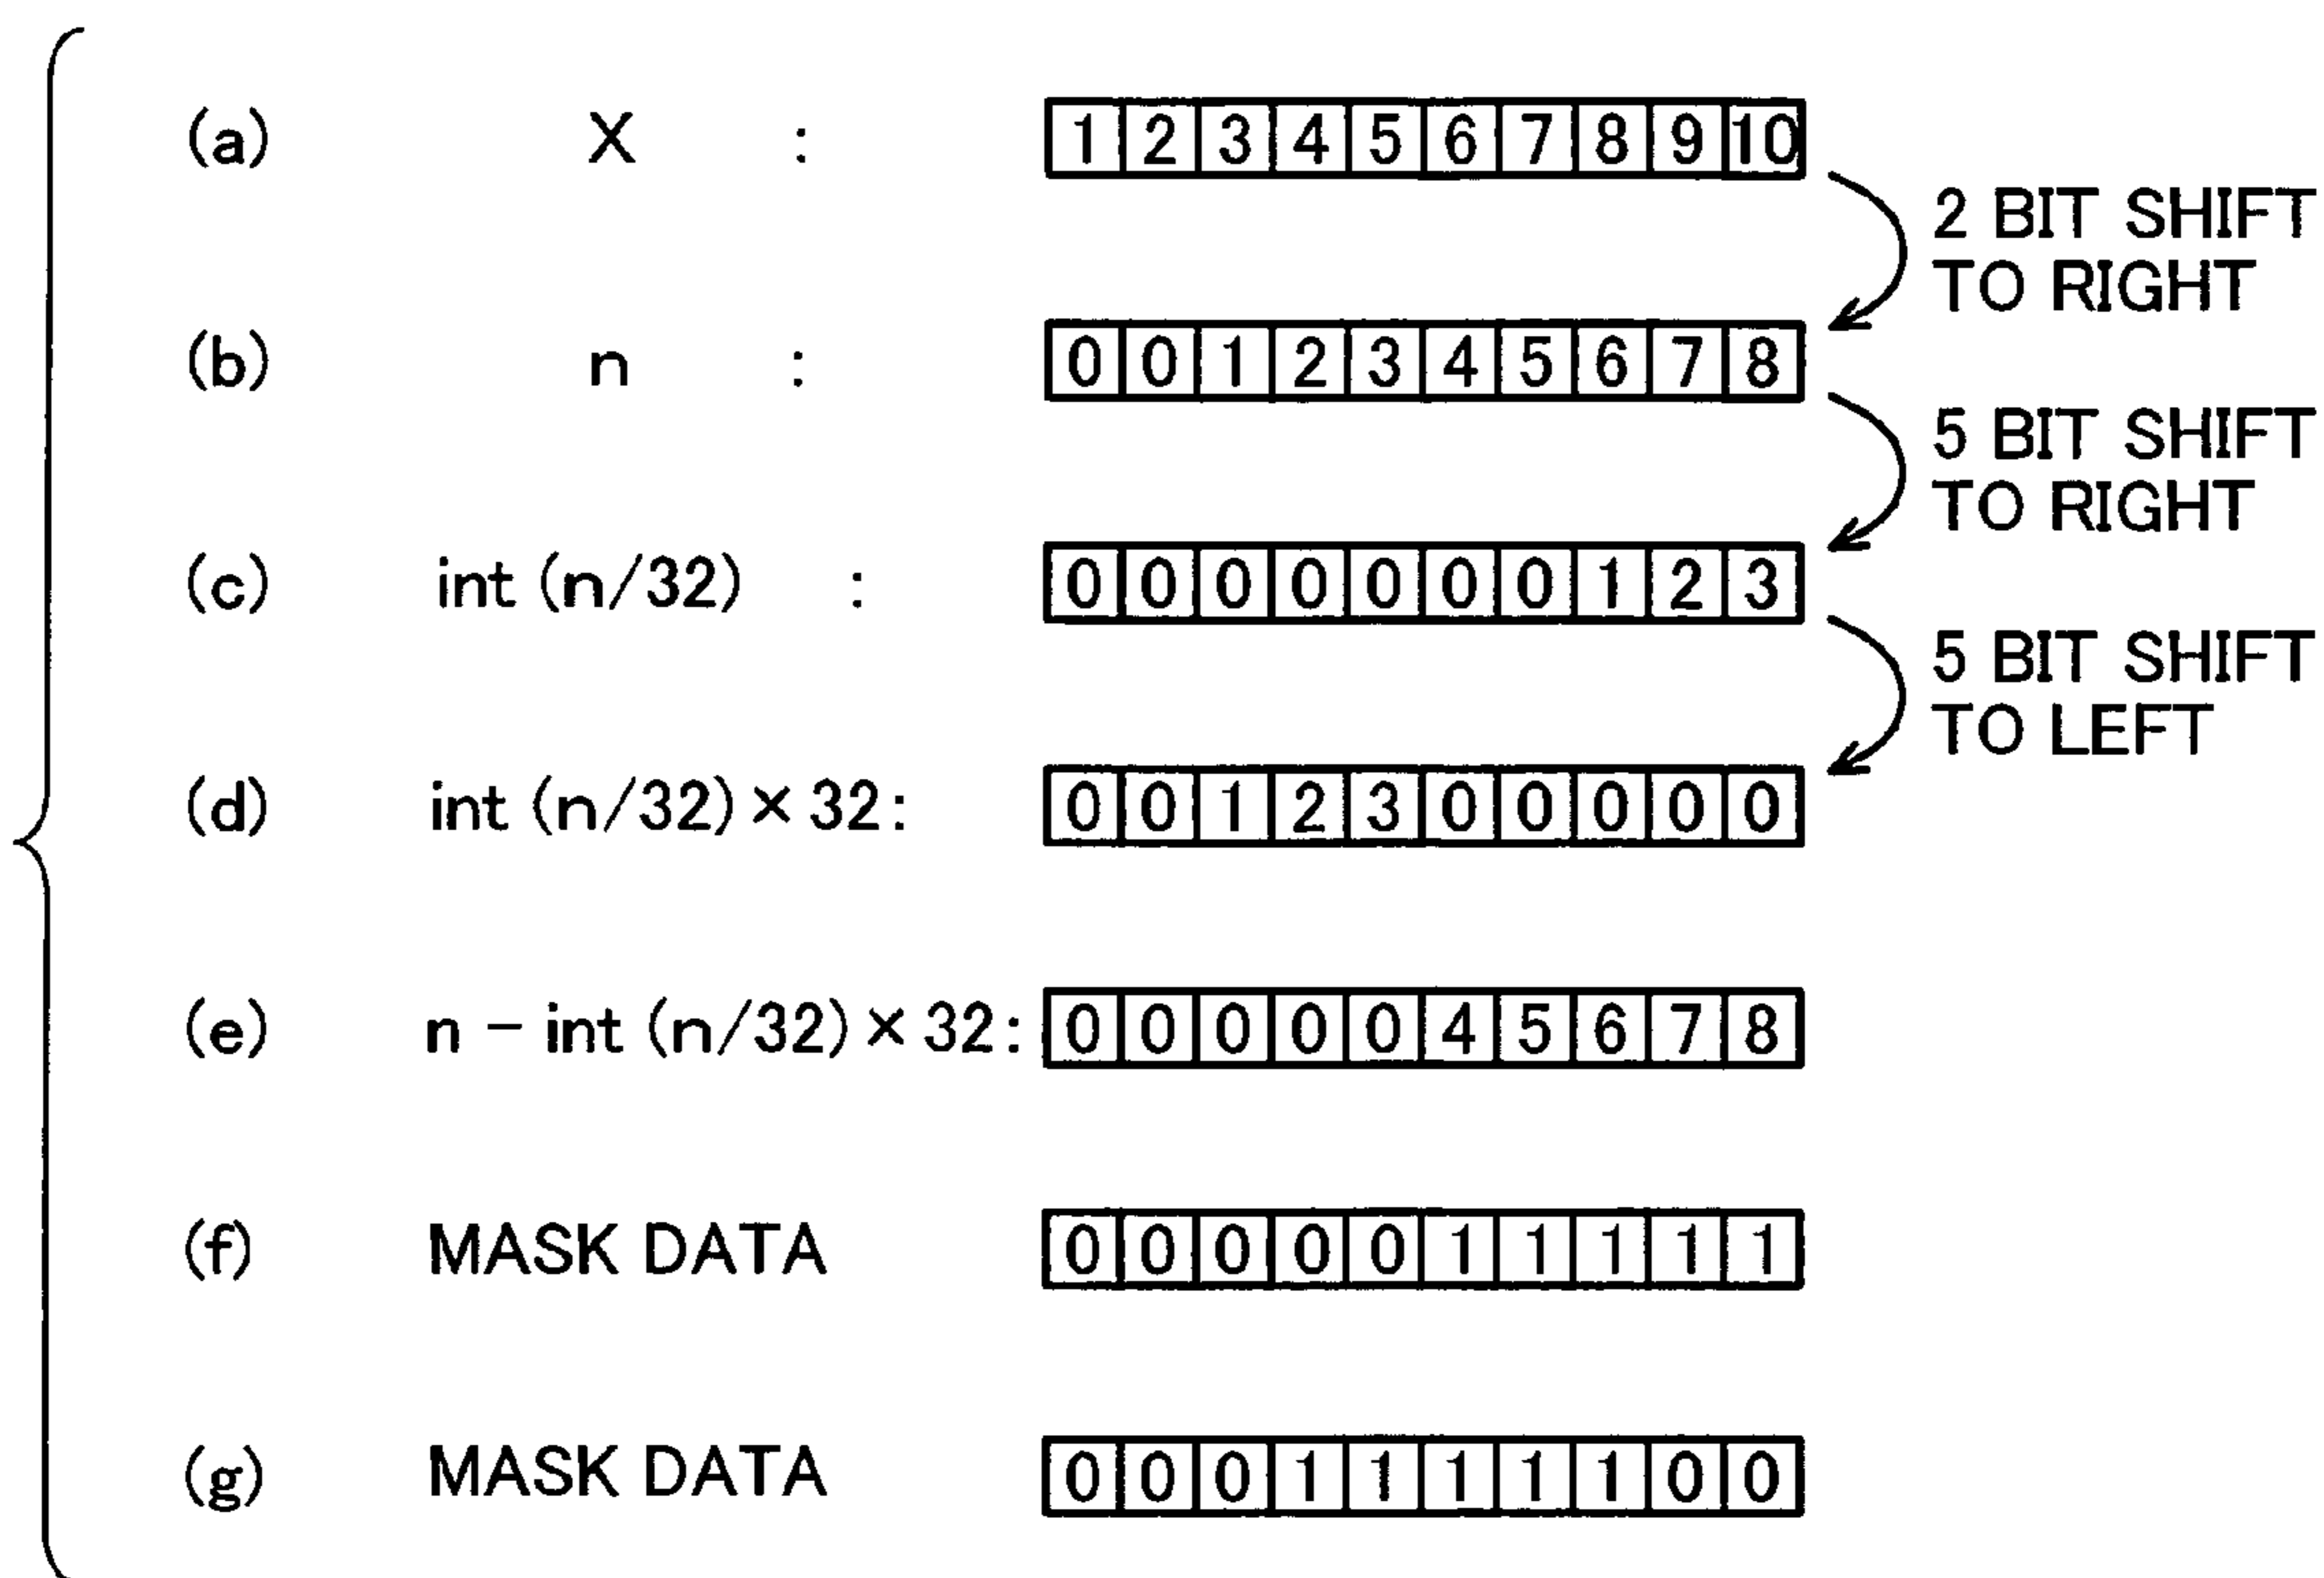 (a) X : 1 2 3 4 5 6 7 8 9 10
2 BIT SHIFT
TO RIGHT
(b) n : 0 0 1 2 3 4 5 6 7 8
5 BIT SHIFT
TO RIGHT
(c) int (n/32) : 0 0 0 0 0 0 0 1 2 3
5 BIT SHIFT
TO LEFT
(d) int (n/32) × 32: 0 0 1 2 3 0 0 0 0 0
(e) n - int (n/32) × 32: 0 0 0 0 0 4 5 6 7 8
(f) MASK DATA 0 0 0 0 0 1 1 1 1 1
(g) MASK DATA 0 0 0 1 1 1 1 1 0 0